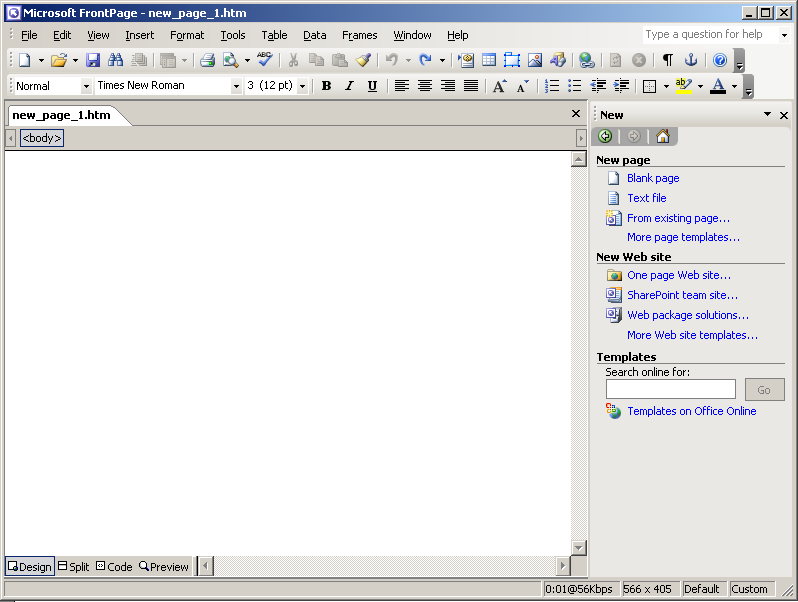 Microsoft FrontPage - new_page_1.htm
File Edit View Insert Format Tools Table Data Frames Window Help Type a question for help
Normal Times New Roman 3 (12 pt) B I U A A ab A
new_page_1.htm
<body>
New
New page
Blank page
Text file
From existing page...
More page templates...
New Web site
One page Web site...
SharePoint team site...
Web package solutions...
More Web site templates...
Templates
Search online for:
Go
Templates on Office Online
Design Split Code Preview
0:01@56Kbps 566 x 405 Default Custom